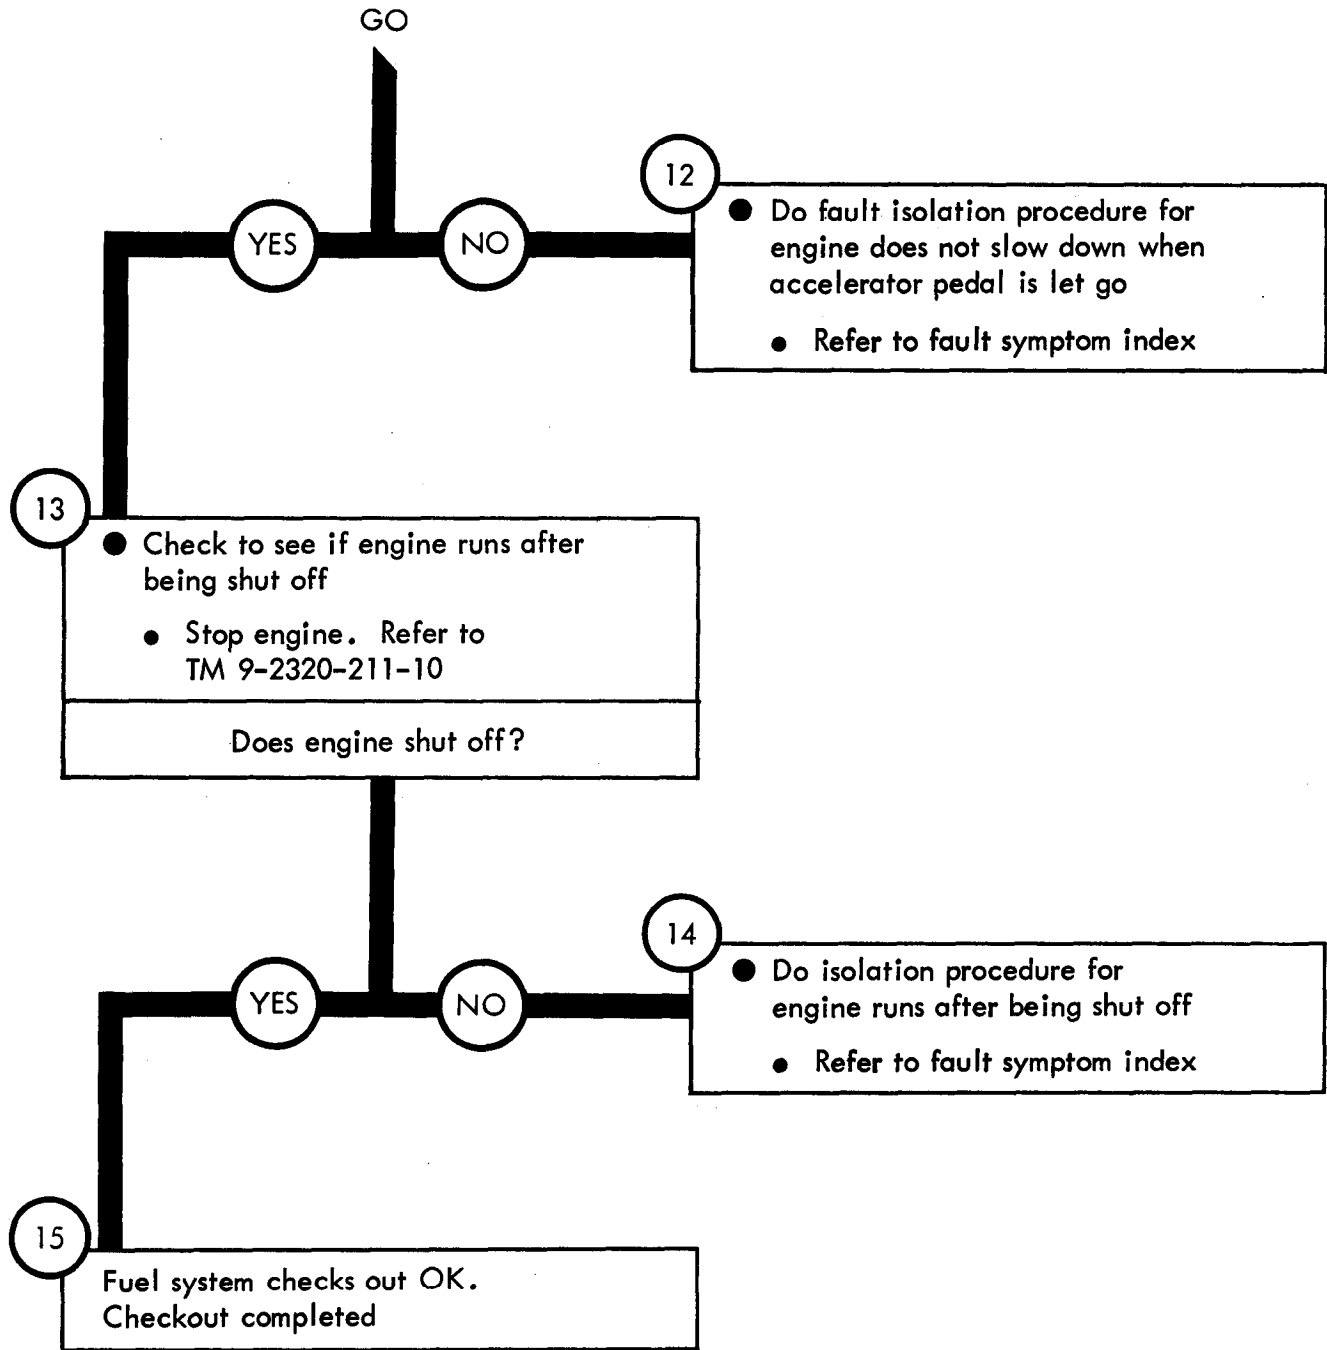 GO
YES
NO
12
● Do fault isolation procedure for
engine does not slow down when
accelerator pedal is let go
● Refer to fault symptom index
13
● Check to see if engine runs after
being shut off
● Stop engine. Refer to
TM 9-2320-211-10
Does engine shut off?
YES
NO
14
● Do isolation procedure for
engine runs after being shut off
● Refer to fault symptom index
15
Fuel system checks out OK.
Checkout completed